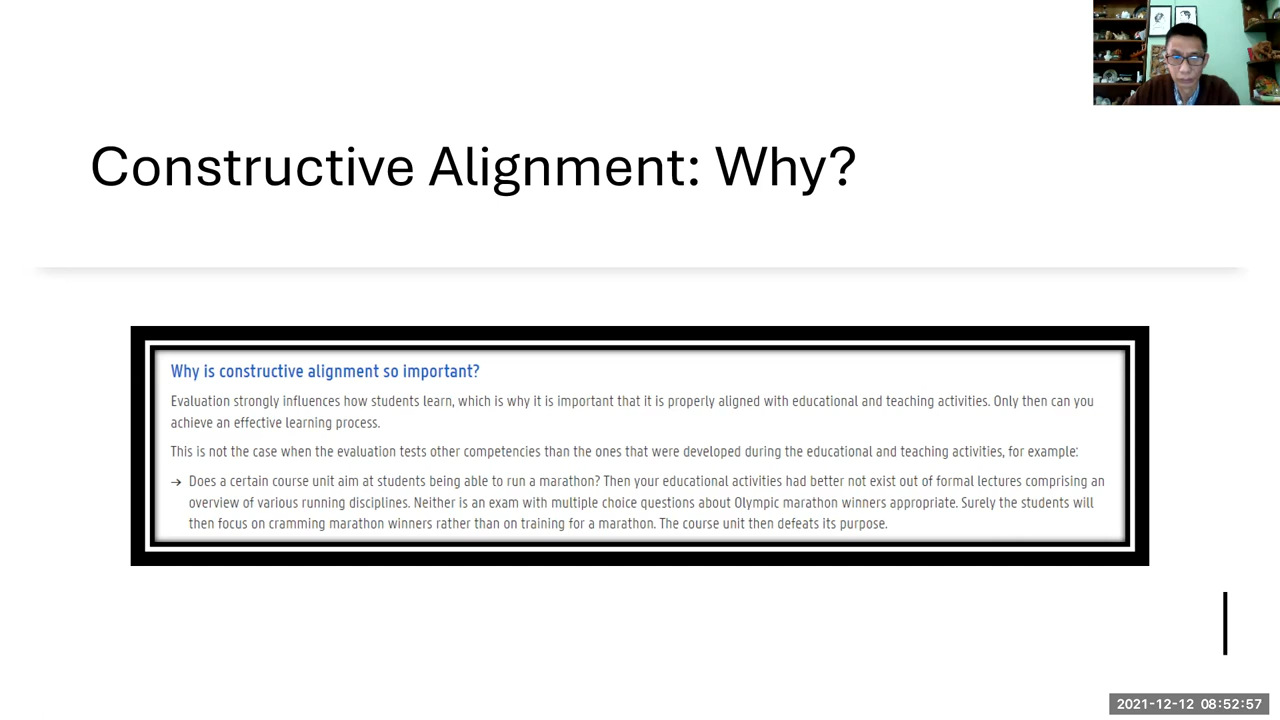 Constructive Alignment: Why?
Why is constructive alignment so important?
Evaluation strongly influences how students learn, which is why it is important that it is properly aligned with educational and teaching activities. Only then can you
achieve an effective learning process.
This is not the case when the evaluation tests other competencies than the ones that were developed during the educational and teaching activities, for example:
→ Does a certain course unit aim at students being able to run a marathon? Then your educational activities had better not exist out of formal lectures comprising an
overview of various running disciplines. Neither is an exam with multiple choice questions about Olympic marathon winners appropriate. Surely the students will
then focus on cramming marathon winners rather than on training for a marathon. The course unit then defeats its purpose.
2021-12-12 08:52:57